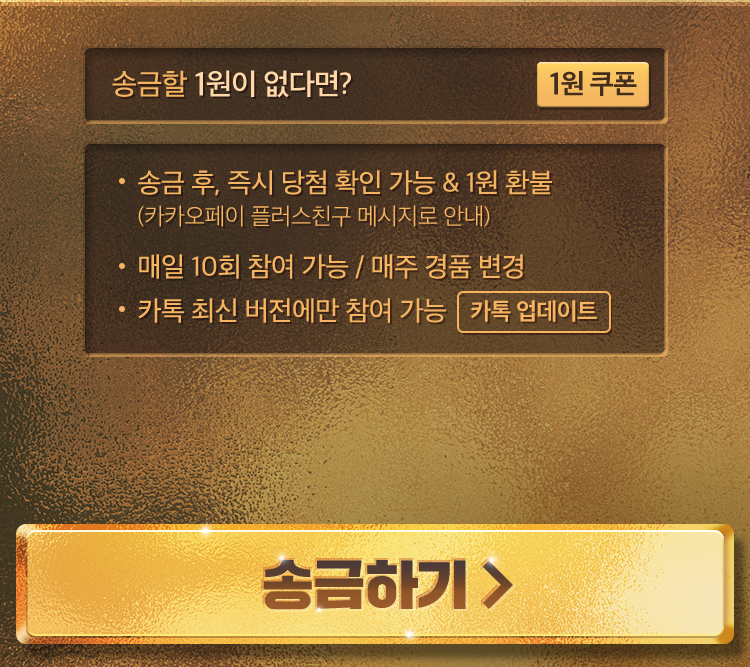 송금할 1원이 없다면?
1원 쿠폰
• 송금 후, 즉시 당첨 확인 가능 & 1원 환불
(카카오페이 플러스친구 메시지로 안내)
• 매일 10회 참여 가능 / 매주 경품 변경
• 카톡 최신 버전에만 참여 가능 카톡 업데이트
송금하기 >